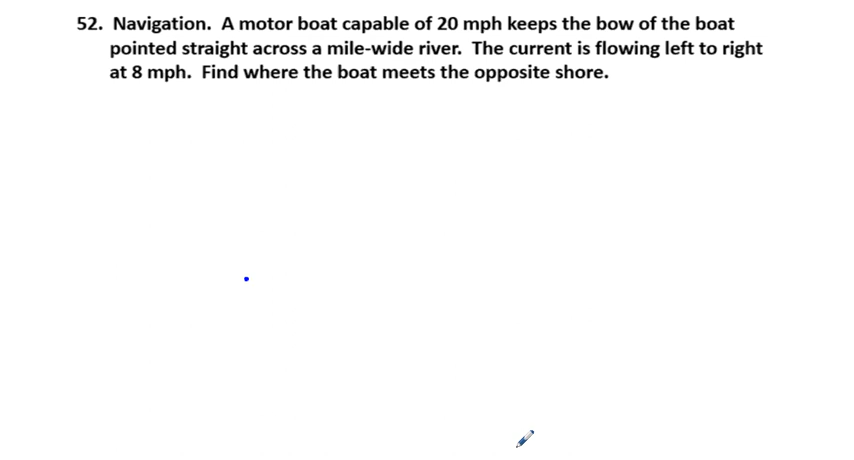 52. Navigation. A motor boat capable of 20 mph keeps the bow of the boat
pointed straight across a mile-wide river. The current is flowing left to right
at 8 mph. Find where the boat meets the opposite shore.